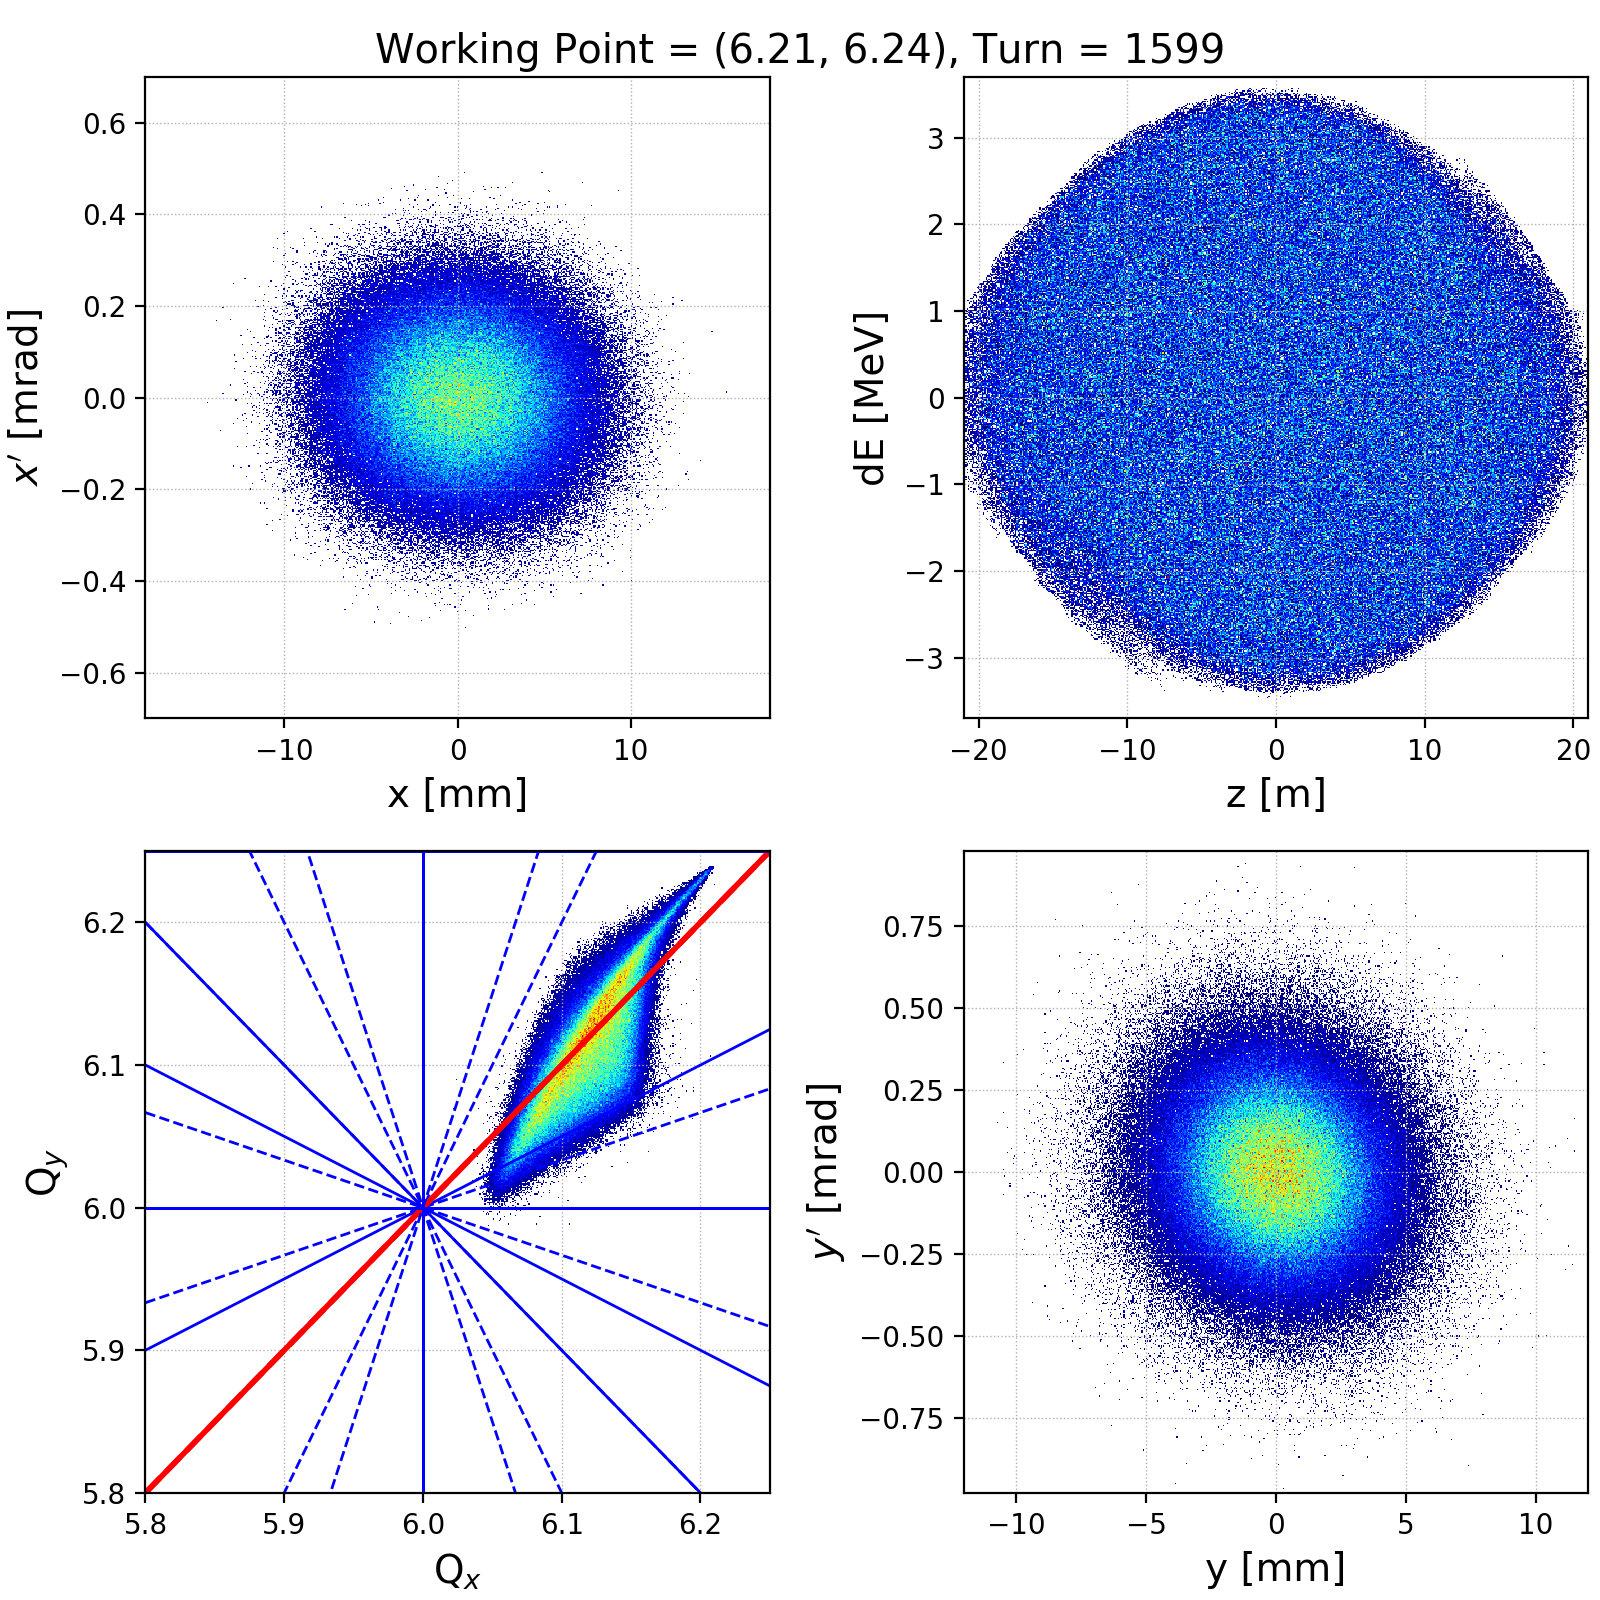 Working Point = (6.21, 6.24), Turn = 1599
0.6
0.4
0.2
0.0
−0.2
−0.4
−0.6
x′ [mrad]
−10 0 10
x [mm]
3
2
1
0
−1
−2
−3
dE [MeV]
−20 −10 0 10 20
z [m]
6.2
6.1
6.0
5.9
5.8
Qy
5.8 5.9 6.0 6.1 6.2
Qx
0.75
0.50
0.25
0.00
−0.25
−0.50
−0.75
y′ [mrad]
−10 −5 0 5 10
y [mm]